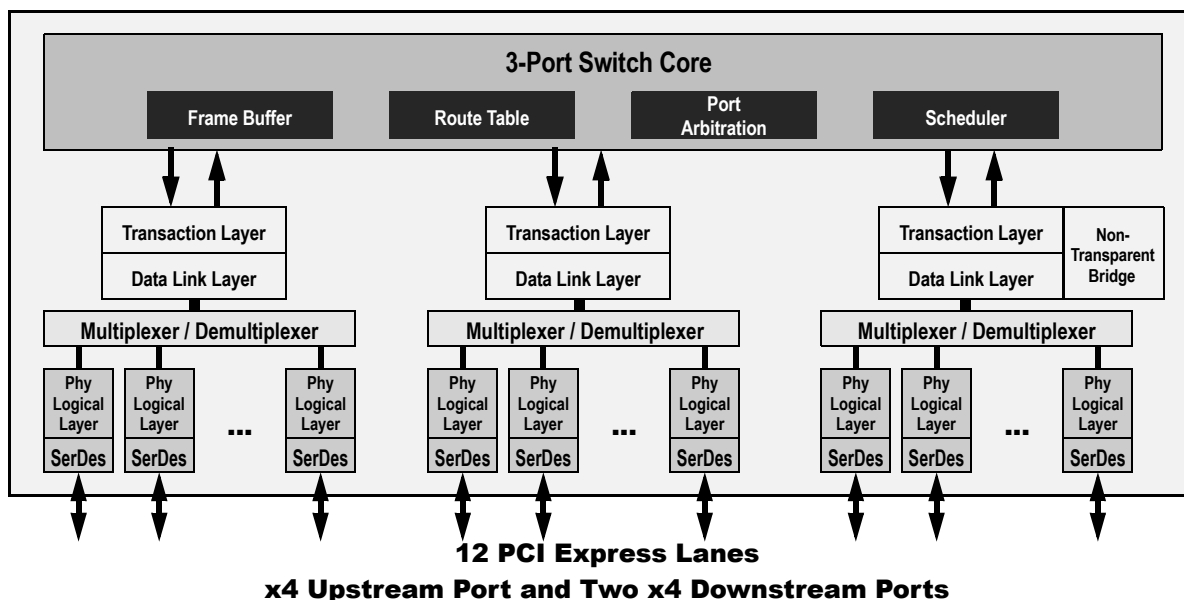 3-Port Switch Core
Frame Buffer
Route Table
Port
Arbitration
Scheduler
Transaction Layer
Data Link Layer
Transaction Layer
Data Link Layer
Transaction Layer
Data Link Layer
Non-
Transparent
Bridge
Multiplexer / Demultiplexer
Multiplexer / Demultiplexer
Multiplexer / Demultiplexer
Phy
Logical
Layer
SerDes
Phy
Logical
Layer
SerDes
...
Phy
Logical
Layer
SerDes
Phy
Logical
Layer
SerDes
Phy
Logical
Layer
SerDes
...
Phy
Logical
Layer
SerDes
Phy
Logical
Layer
SerDes
Phy
Logical
Layer
SerDes
...
Phy
Logical
Layer
SerDes
12 PCI Express Lanes
x4 Upstream Port and Two x4 Downstream Ports